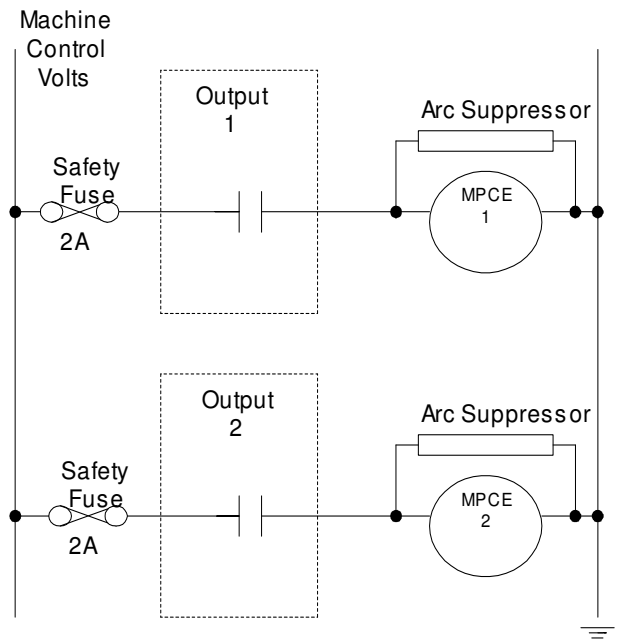 Machine
Control
Volts
Output
1
Arc Suppressor
Safety
Fuse
2A
MPCE
1
Output
2
Arc Suppressor
Safety
Fuse
2A
MPCE
2